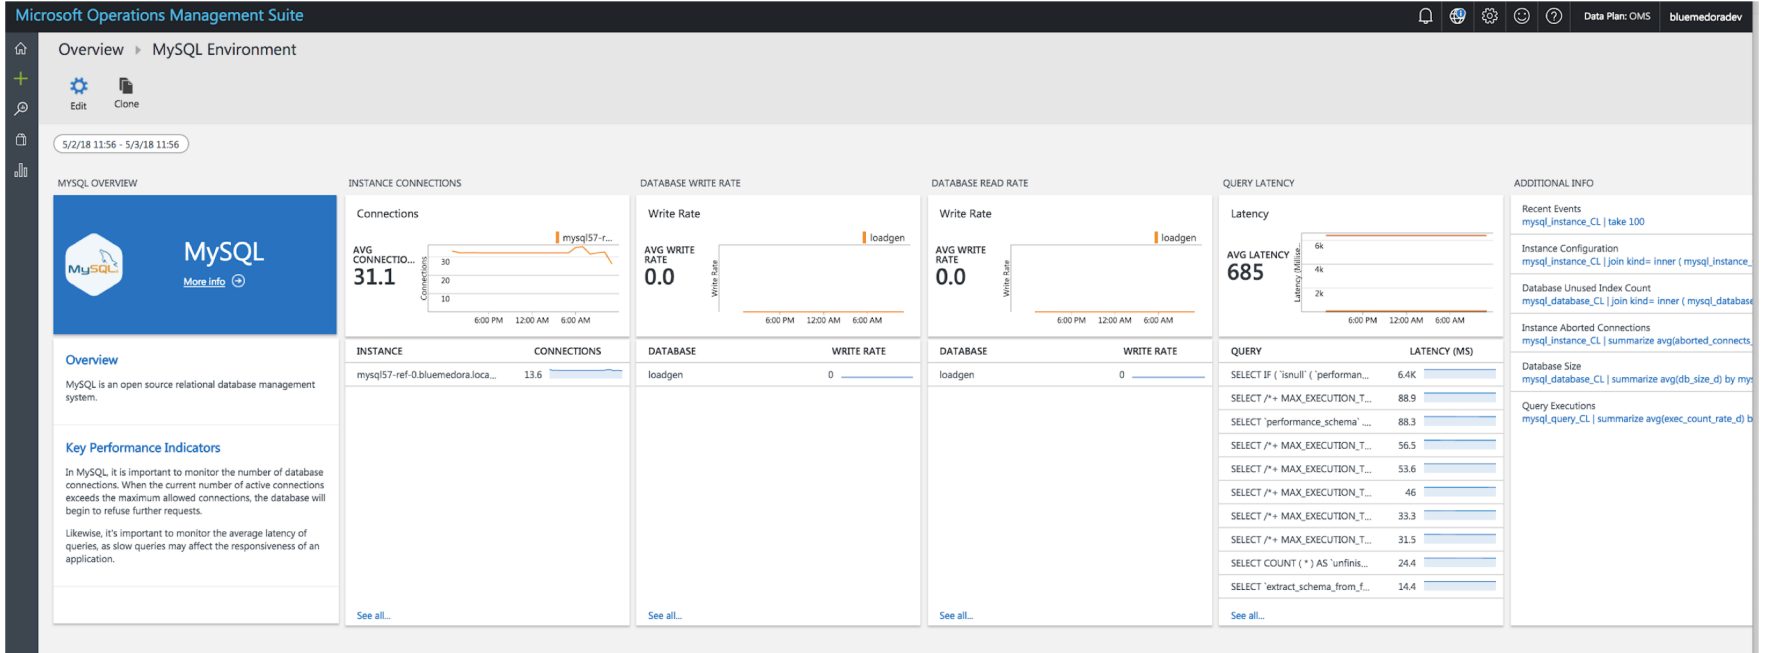 Microsoft Operations Management Suite
Data Plan: OMS
bluemedoradev
Overview ▸ MySQL Environment
Edit
Clone
5/2/18 11:56 - 5/3/18 11:56
MYSQL OVERVIEW
MySQL
MySQL
More info
Overview
MySQL is an open source relational database management
system.
Key Performance Indicators
In MySQL, it is important to monitor the number of database
connections. When the current number of active connections
exceeds the maximum allowed connections, the database will
begin to refuse further requests.
Likewise, it's important to monitor the average latency of
queries, as slow queries may affect the responsiveness of an
application.
INSTANCE CONNECTIONS
Connections
mysql57-r...
AVG
CONNECTIO...
31.1
Connections
30
20
10
6:00 PM 12:00 AM 6:00 AM
INSTANCE CONNECTIONS
mysql57-ref-0.bluemedora.loca... 13.6
See all...
DATABASE WRITE RATE
Write Rate
loadgen
AVG WRITE
RATE
0.0
Write Rate
6:00 PM 12:00 AM 6:00 AM
DATABASE WRITE RATE
loadgen 0
See all...
DATABASE READ RATE
Write Rate
loadgen
AVG WRITE
RATE
0.0
Write Rate
6:00 PM 12:00 AM 6:00 AM
DATABASE WRITE RATE
loadgen 0
See all...
QUERY LATENCY
Latency
AVG LATENCY
685
Latency (Millise...
6k
4k
2k
6:00 PM 12:00 AM 6:00 AM
QUERY LATENCY (MS)
SELECT IF ( `isnull` ( `performan... 6.4K
SELECT /*+ MAX_EXECUTION_T... 88.9
SELECT `performance_schema` .... 88.3
SELECT /*+ MAX_EXECUTION_T... 56.5
SELECT /*+ MAX_EXECUTION_T... 53.6
SELECT /*+ MAX_EXECUTION_T... 46
SELECT /*+ MAX_EXECUTION_T... 33.3
SELECT /*+ MAX_EXECUTION_T... 31.5
SELECT COUNT ( * ) AS `unfinis... 24.4
SELECT `extract_schema_from_f... 14.4
See all...
ADDITIONAL INFO
Recent Events
mysql_instance_CL | take 100
Instance Configuration
mysql_instance_CL | join kind= inner ( mysql_instance_
Database Unused Index Count
mysql_database_CL | join kind= inner ( mysql_database
Instance Aborted Connections
mysql_instance_CL | summarize avg(aborted_connects_
Database Size
mysql_database_CL | summarize avg(db_size_d) by mys
Query Executions
mysql_query_CL | summarize avg(exec_count_rate_d) b